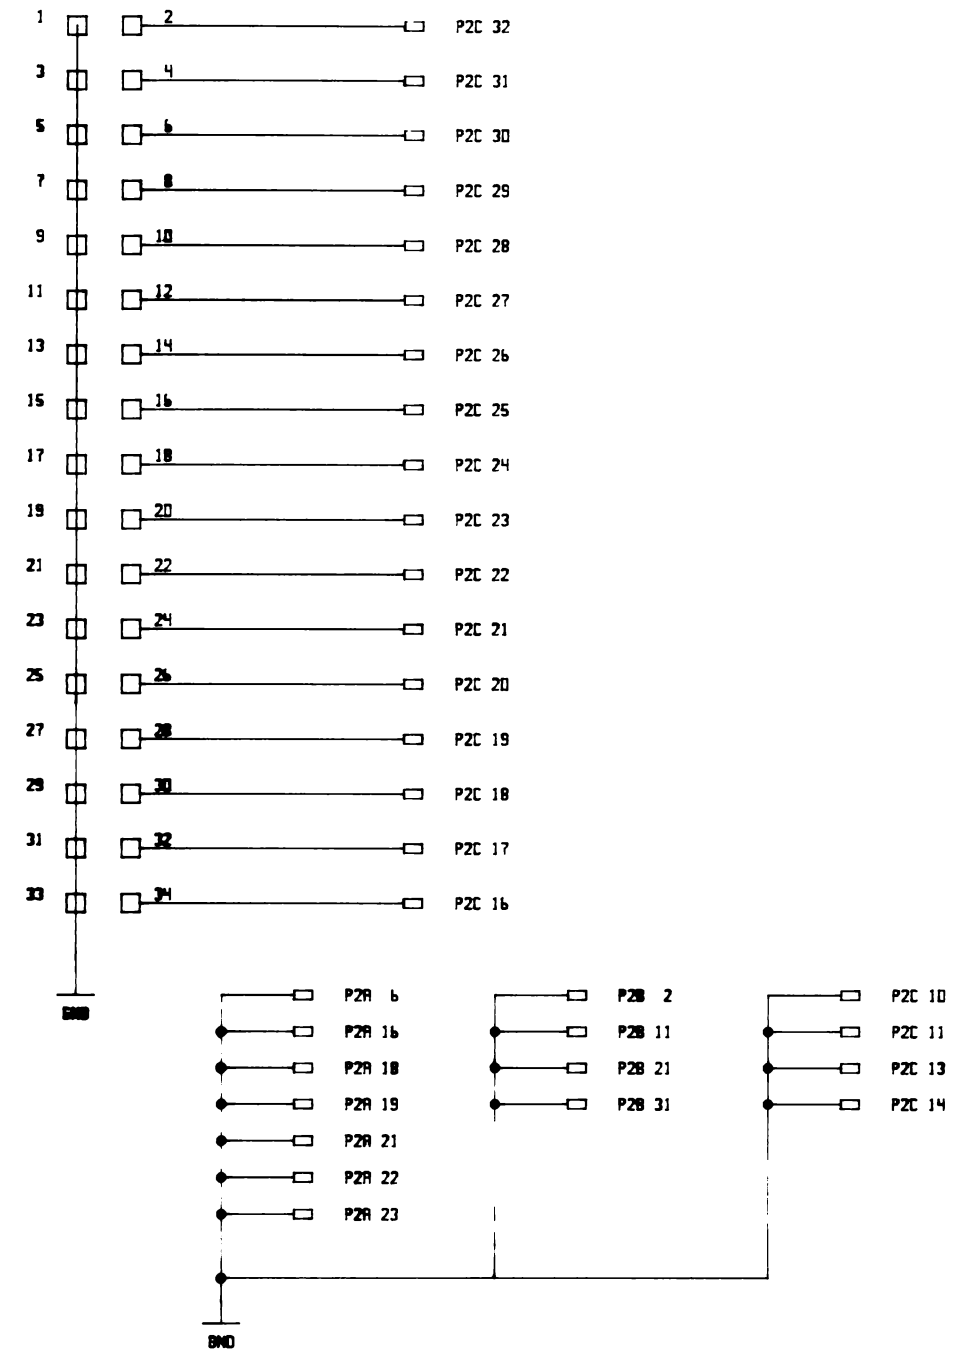 1 2 P2C 32
3 4 P2C 31
5 6 P2C 30
7 8 P2C 29
9 10 P2C 28
11 12 P2C 27
13 14 P2C 26
15 16 P2C 25
17 18 P2C 24
19 20 P2C 23
21 22 P2C 22
23 24 P2C 21
25 26 P2C 20
27 28 P2C 19
29 30 P2C 18
31 32 P2C 17
33 34 P2C 16
GND
P2A 6 P2B 2 P2C 10
P2A 16 P2B 11 P2C 11
P2A 18 P2B 21 P2C 13
P2A 19 P2B 31 P2C 14
P2A 21
P2A 22
P2A 23
GND